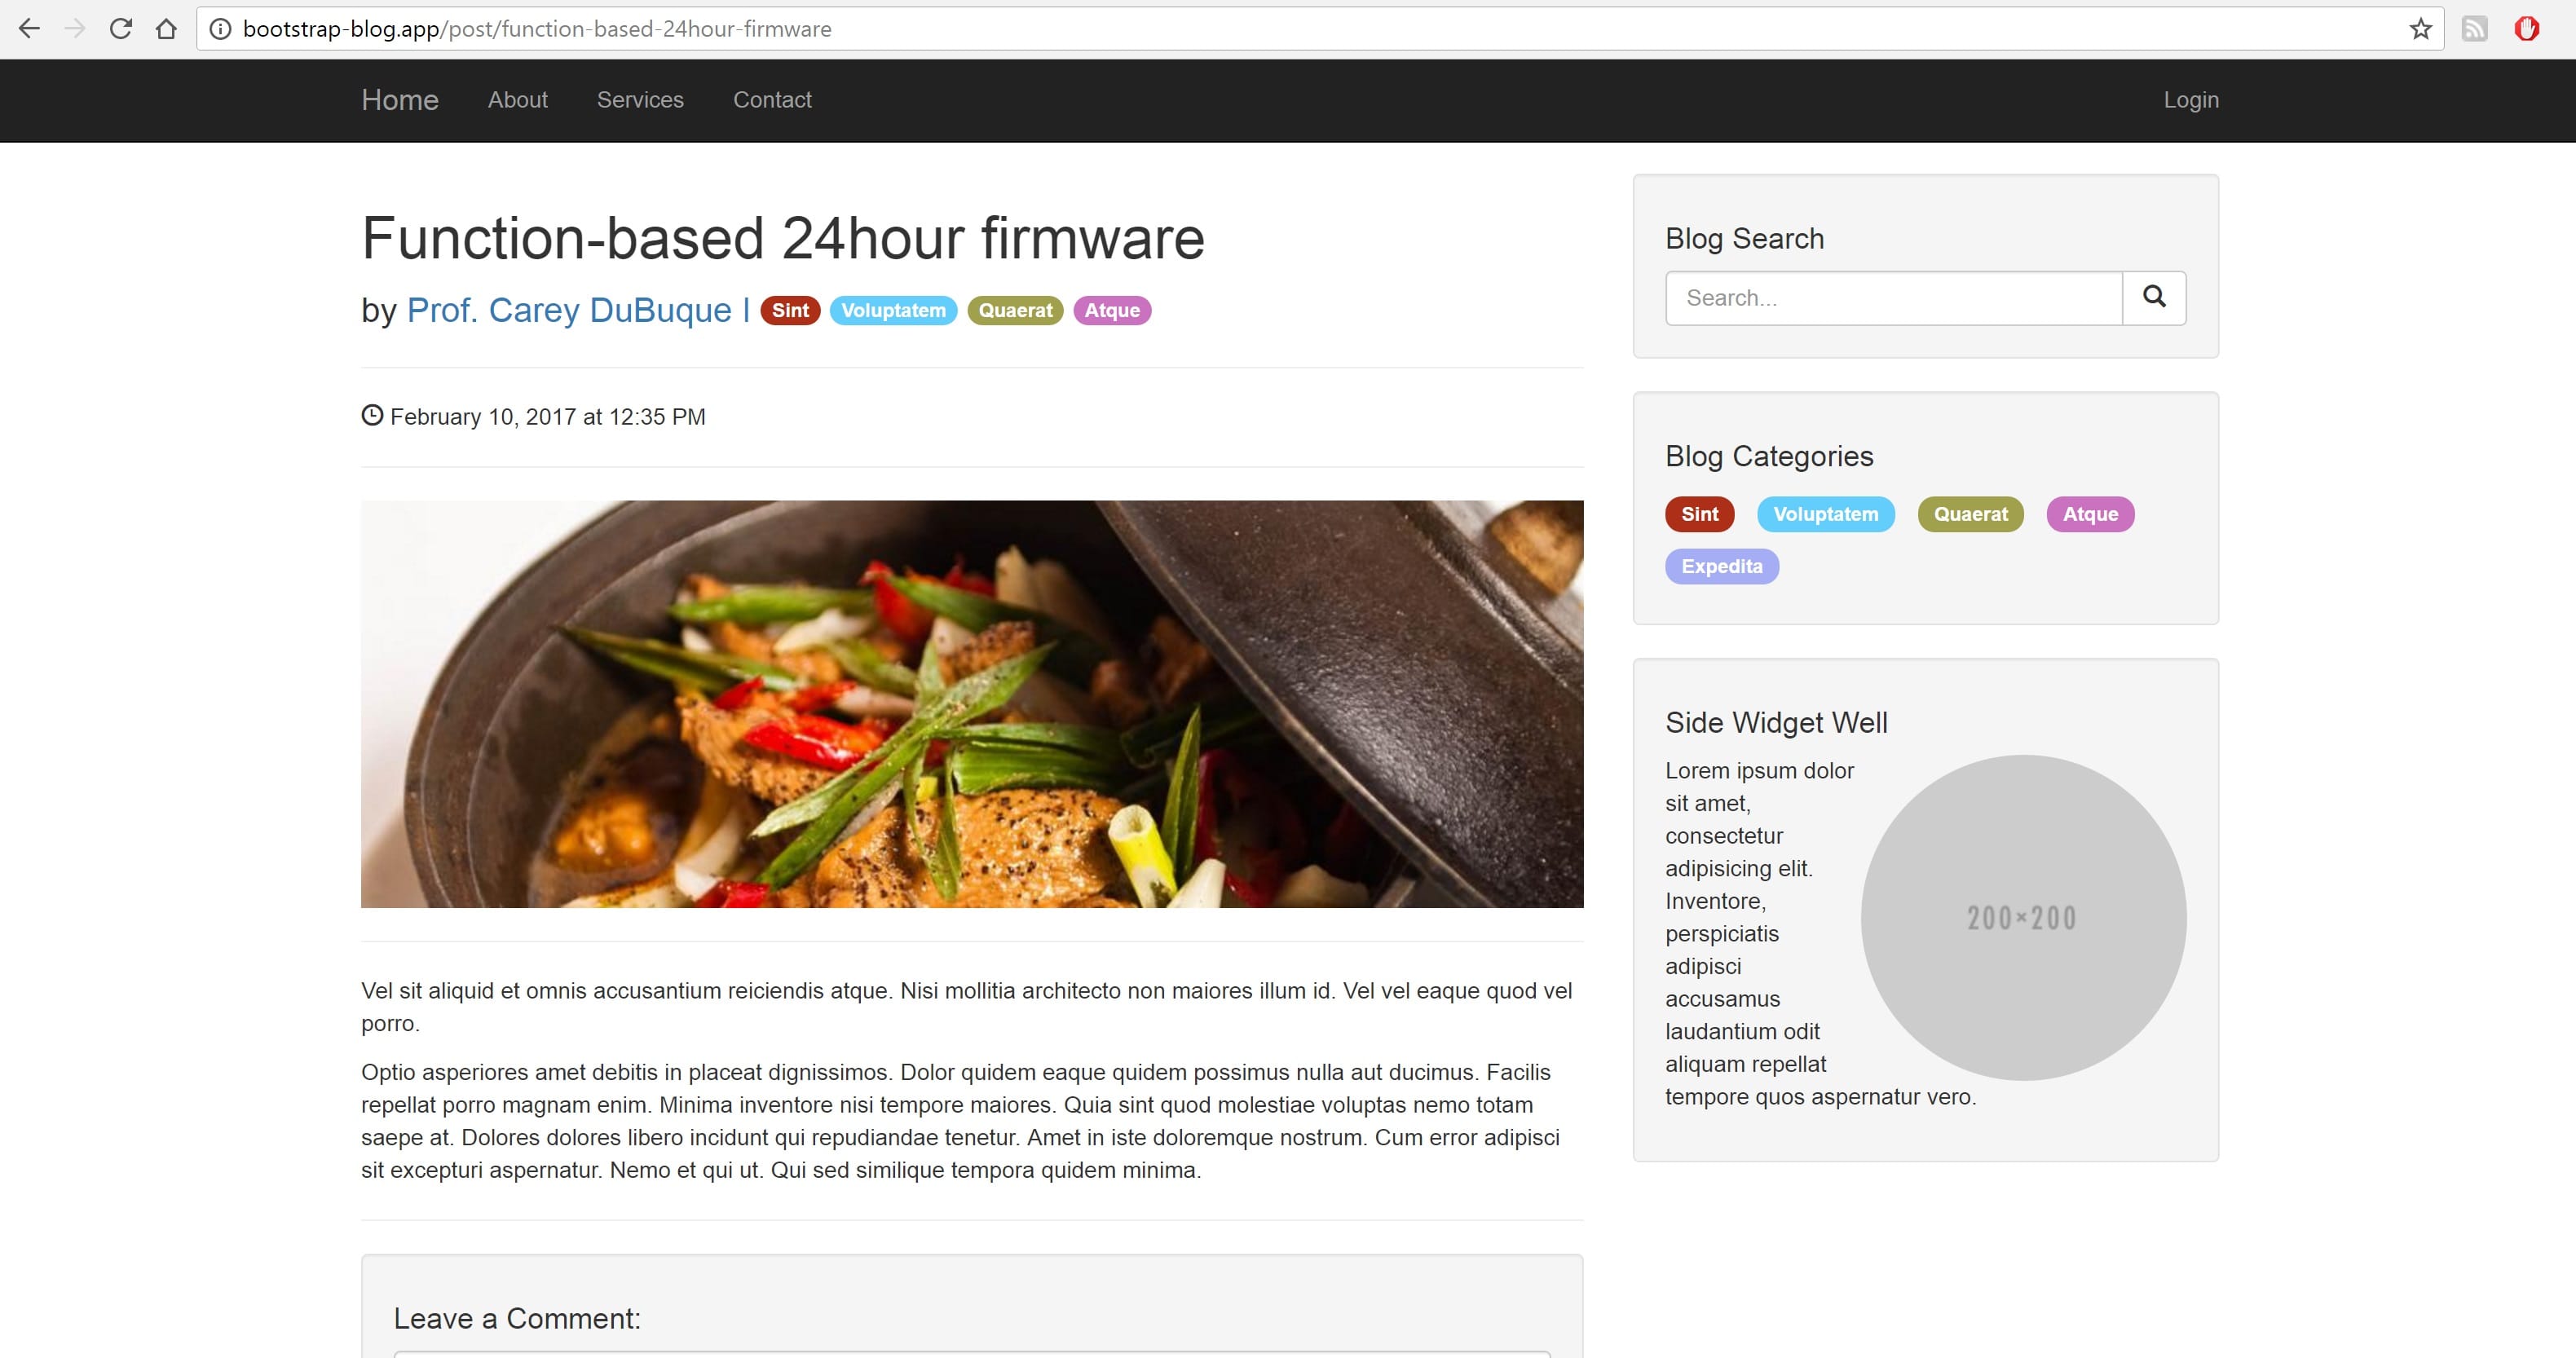 bootstrap-blog.app/post/function-based-24hour-firmware
Home About Services Contact Login
Function-based 24hour firmware
by Prof. Carey DuBuque I Sint Voluptatem Quaerat Atque
February 10, 2017 at 12:35 PM
Vel sit aliquid et omnis accusantium reiciendis atque. Nisi mollitia architecto non maiores illum id. Vel vel eaque quod vel
porro.
Optio asperiores amet debitis in placeat dignissimos. Dolor quidem eaque quidem possimus nulla aut ducimus. Facilis
repellat porro magnam enim. Minima inventore nisi tempore maiores. Quia sint quod molestiae voluptas nemo totam
saepe at. Dolores dolores libero incidunt qui repudiandae tenetur. Amet in iste doloremque nostrum. Cum error adipisci
sit excepturi aspernatur. Nemo et qui ut. Qui sed similique tempora quidem minima.
Leave a Comment:
Blog Search
Search...
Blog Categories
Sint Voluptatem Quaerat Atque
Expedita
Side Widget Well
Lorem ipsum dolor
sit amet,
consectetur
adipisicing elit.
Inventore,
perspiciatis
adipisci
accusamus
laudantium odit
aliquam repellat
tempore quos aspernatur vero.
200×200